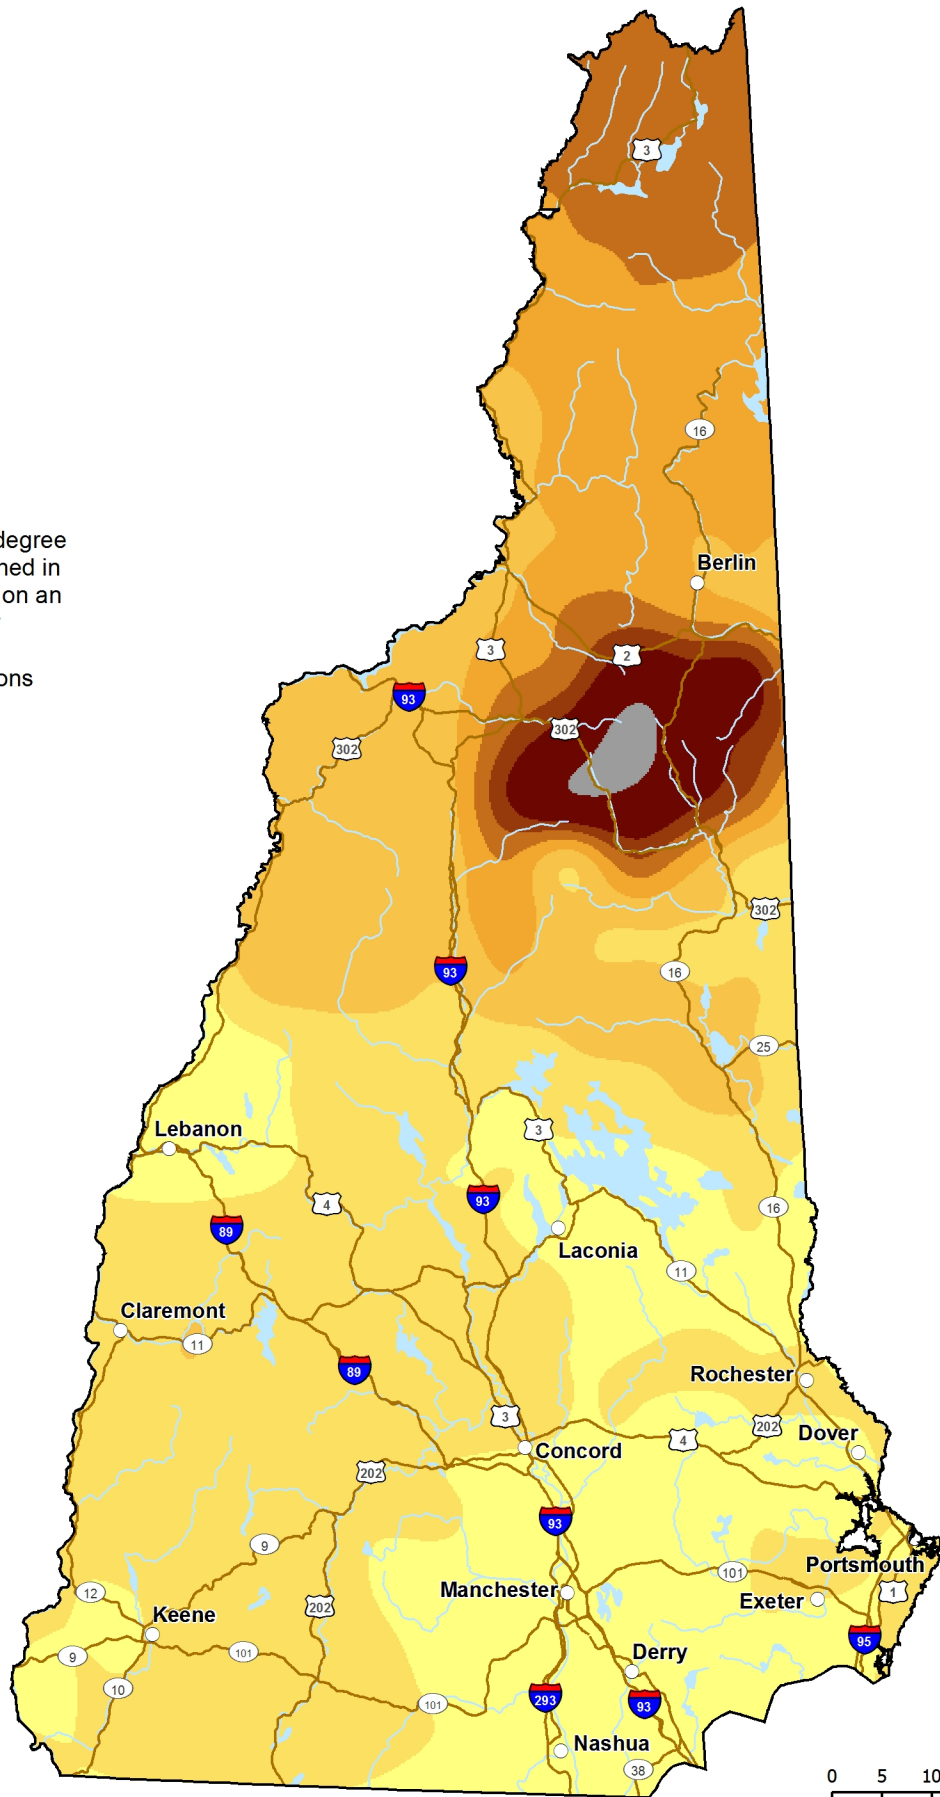 3
16
degree
ned in
on an
ons
Berlin
3
2
93
302
302
302
93
16
25
Lebanon
3
4
93
16
89
Laconia
11
Claremont
11
89
Rochester
3
202
Dover
4
Concord
202
93
9
Portsmouth
101
12
Manchester
1
Exeter
202
Keene
95
101
9
Derry
10
293
93
101
Nashua
38
0 5 10